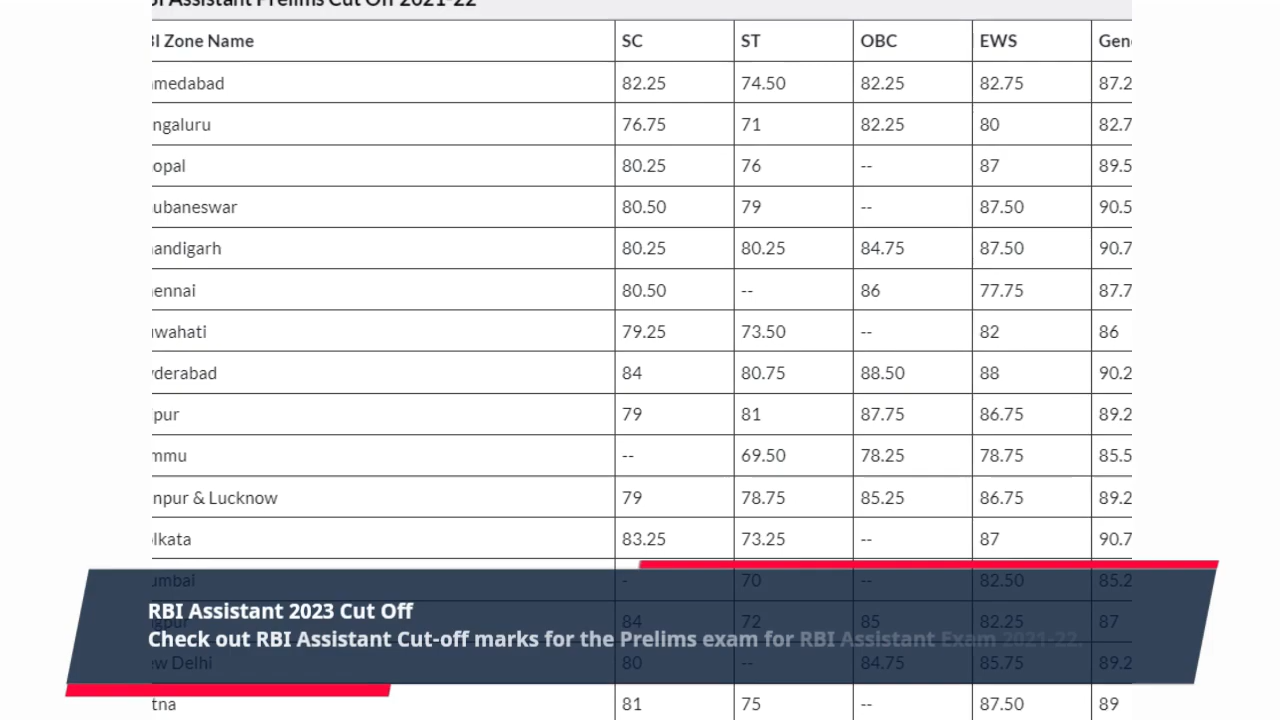 BI Assistant Prelims Cut Off 2021-22
BI Zone Name SC ST OBC EWS Gen
medabad 82.25 74.50 82.25 82.75 87.2
ngaluru 76.75 71 82.25 80 82.7
opal 80.25 76 -- 87 89.5
ubaneswar 80.50 79 -- 87.50 90.5
andigarh 80.25 80.25 84.75 87.50 90.7
ennai 80.50 -- 86 77.75 87.7
uwahati 79.25 73.50 -- 82 86
derabad 84 80.75 88.50 88 90.2
ipur 79 81 87.75 86.75 89.2
mmu -- 69.50 78.25 78.75 85.5
npur & Lucknow 79 78.75 85.25 86.75 89.2
olkata 83.25 73.25 -- 87 90.7
umbai - 70 -- 82.50 85.2
RBI Assistant 2023 Cut Off
gpur 84 72 85 82.25 87
Check out RBI Assistant Cut-off marks for the Prelims exam for RBI Assistant Exam 2021-22.
ew Delhi 80 -- 84.75 85.75 89.2
tna 81 75 -- 87.50 89